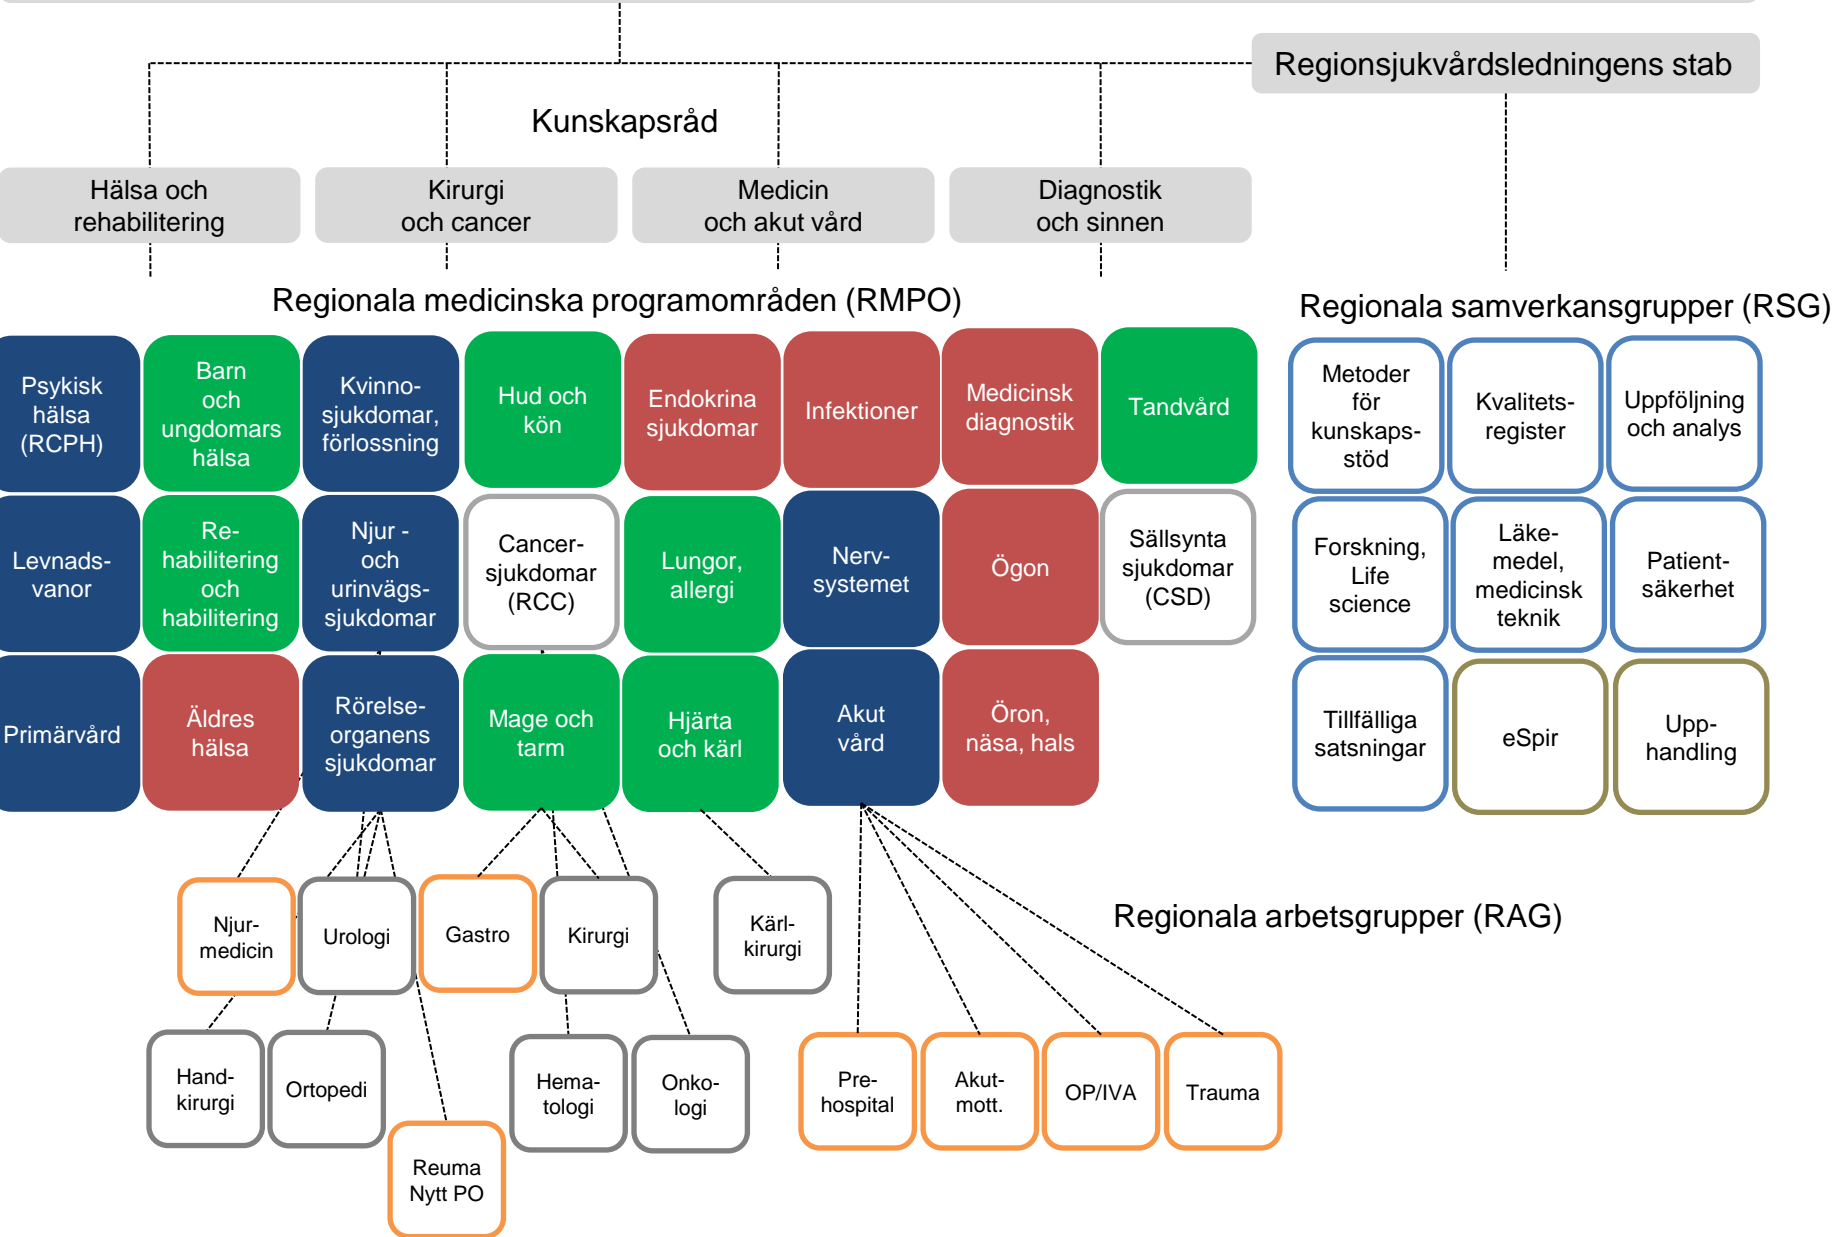 Regionsjukvårdsledningens stab
Kunskapsråd
Hälsa och
rehabilitering
Kirurgi
och cancer
Medicin
och akut vård
Diagnostik
och sinnen
Regionala medicinska programområden (RMPO)
Regionala samverkansgrupper (RSG)
Psykisk
hälsa
(RCPH)
Barn
och
ungdomars
hälsa
Kvinno-
sjukdomar,
förlossning
Hud och
kön
Endokrina
sjukdomar
Infektioner
Medicinsk
diagnostik
Tandvård
Metoder
för
kunskaps-
stöd
Kvalitets-
register
Uppföljning
och analys
Levnads-
vanor
Re-
habilitering
och
habilitering
Njur -
och
urinvägs-
sjukdomar
Cancer-
sjukdomar
(RCC)
Lungor,
allergi
Nerv-
systemet
Ögon
Sällsynta
sjukdomar
(CSD)
Forskning,
Life
science
Läke-
medel,
medicinsk
teknik
Patient-
säkerhet
Primärvård
Äldres
hälsa
Rörelse-
organens
sjukdomar
Mage och
tarm
Hjärta
och kärl
Akut
vård
Öron,
näsa, hals
Tillfälliga
satsningar
eSpir
Upp-
handling
Njur-
medicin
Urologi
Gastro
Kirurgi
Kärl-
kirurgi
Regionala arbetsgrupper (RAG)
Hand-
kirurgi
Ortopedi
Hema-
tologi
Onko-
logi
Pre-
hospital
Akut-
mott.
OP/IVA
Trauma
Reuma
Nytt PO